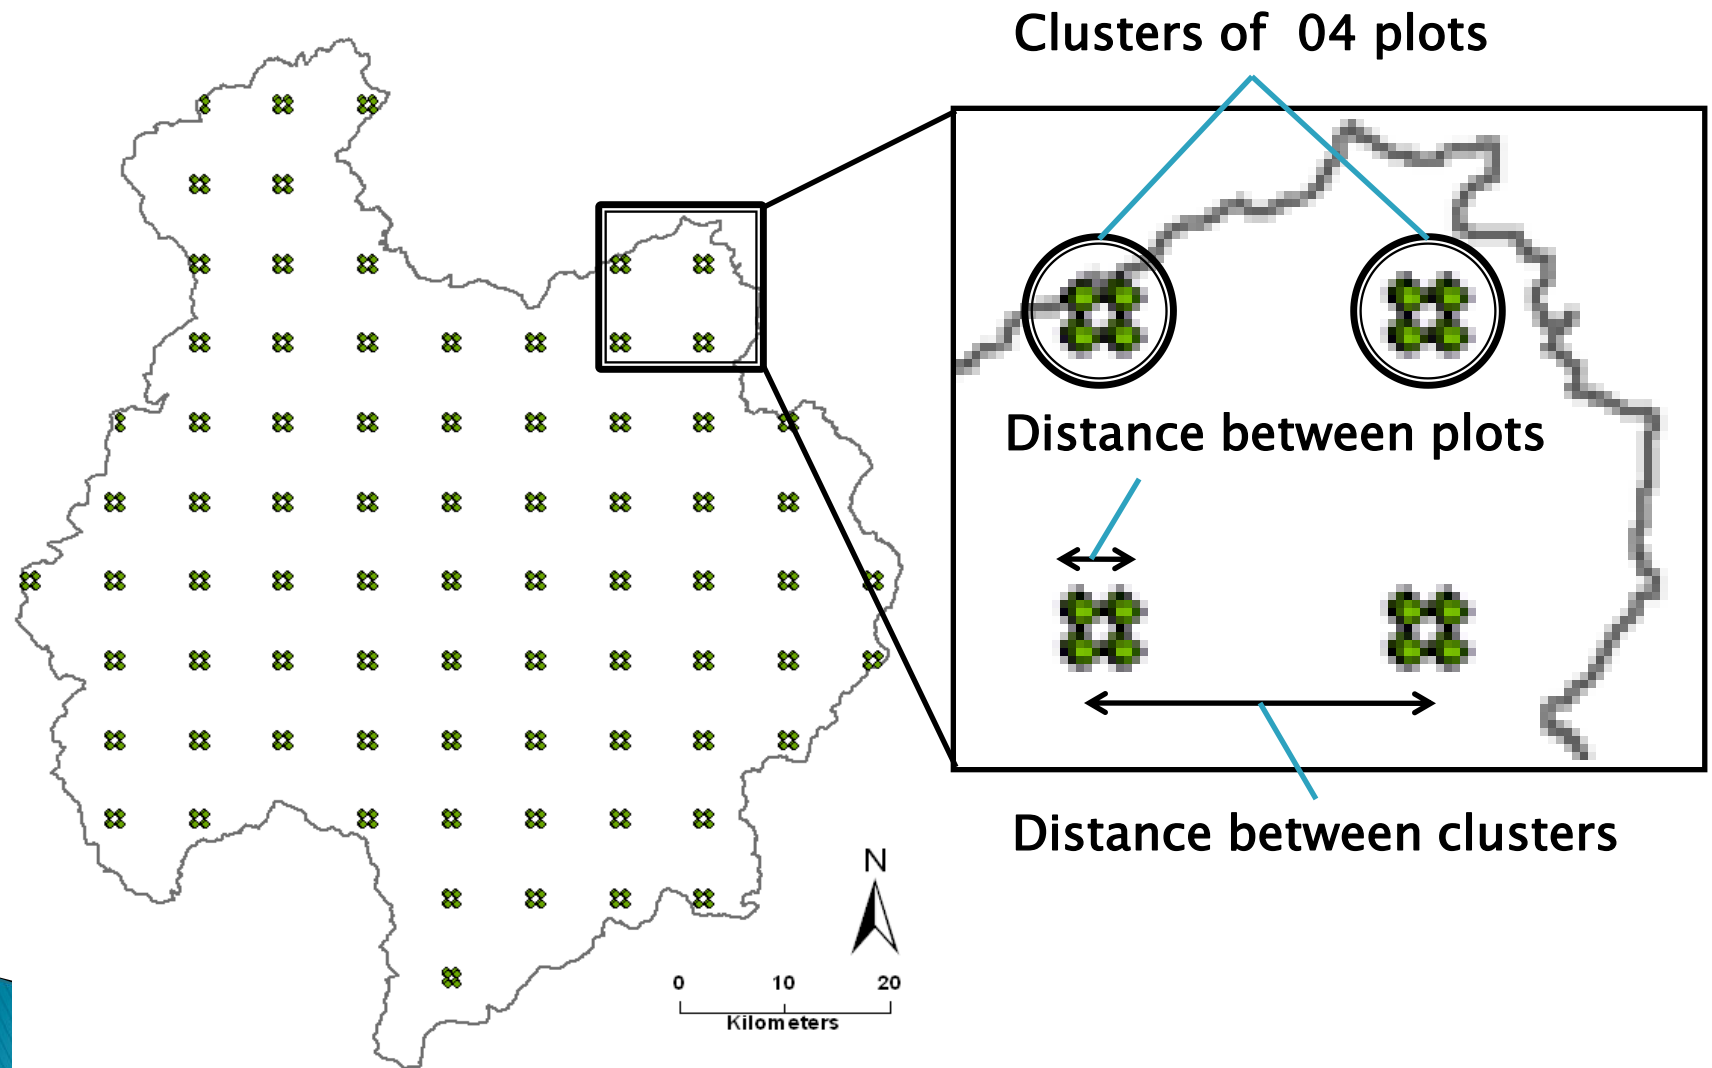 Clusters of  04 plots
Distance between plots
Distance between clusters
N
0 10 20
Kilometers